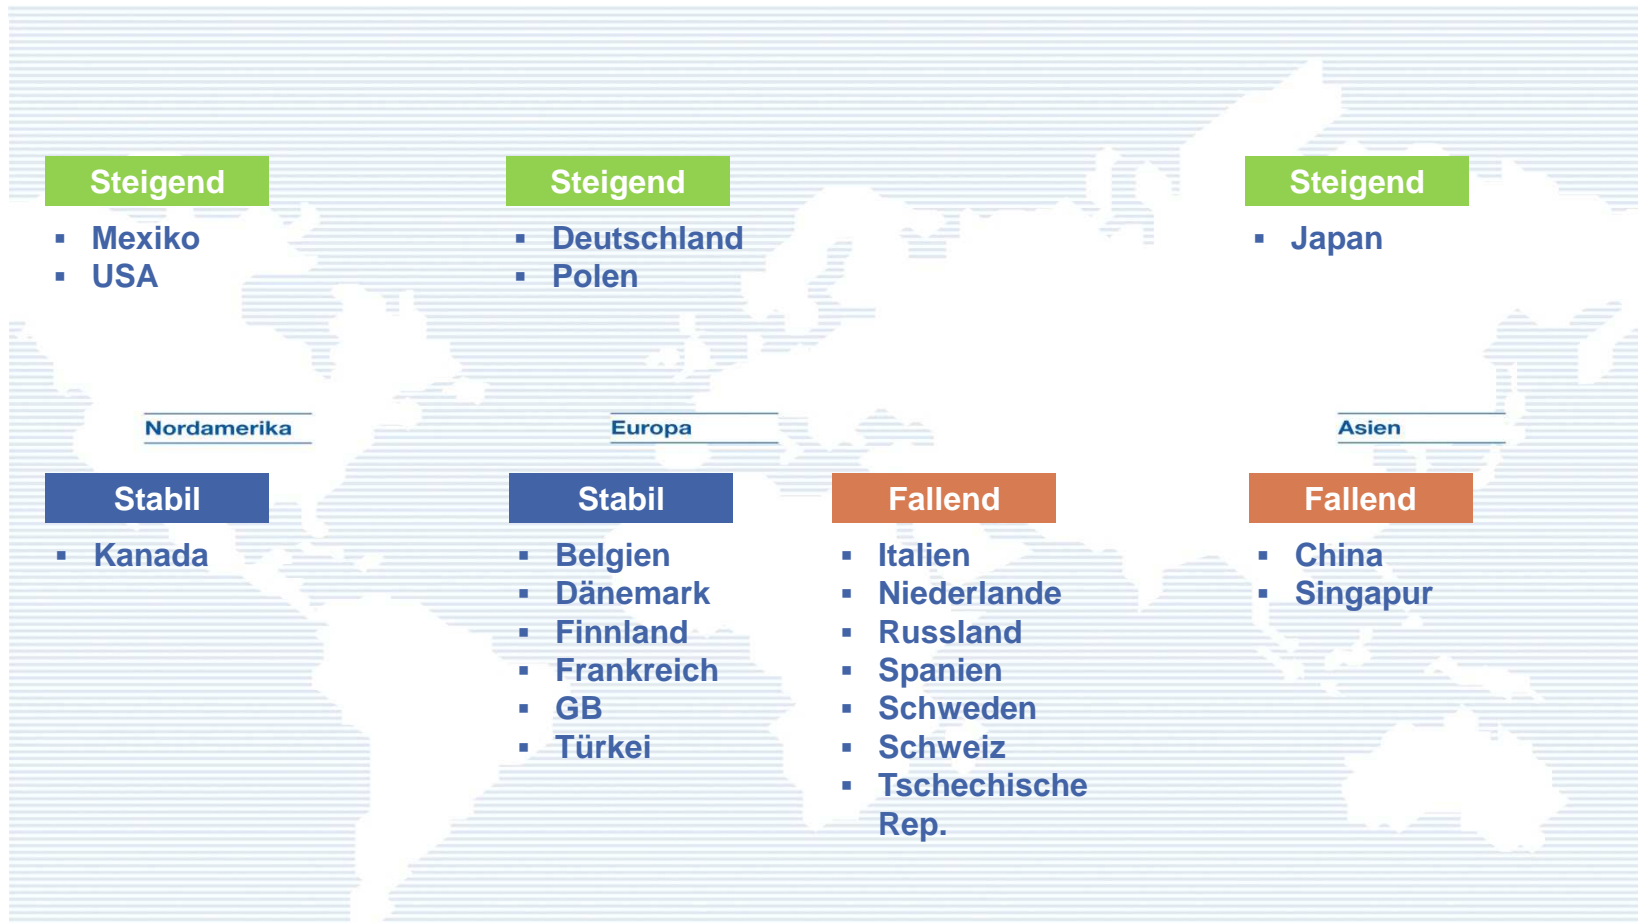 Steigend
▪ Mexiko
▪ USA
Nordamerika
Stabil
▪ Kanada
Steigend
▪ Deutschland
▪ Polen
Europa
Stabil
▪ Belgien
▪ Dänemark
▪ Finnland
▪ Frankreich
▪ GB
▪ Türkei
Fallend
▪ Italien
▪ Niederlande
▪ Russland
▪ Spanien
▪ Schweden
▪ Schweiz
▪ Tschechische
Rep.
Steigend
▪ Japan
Asien
Fallend
▪ China
▪ Singapur